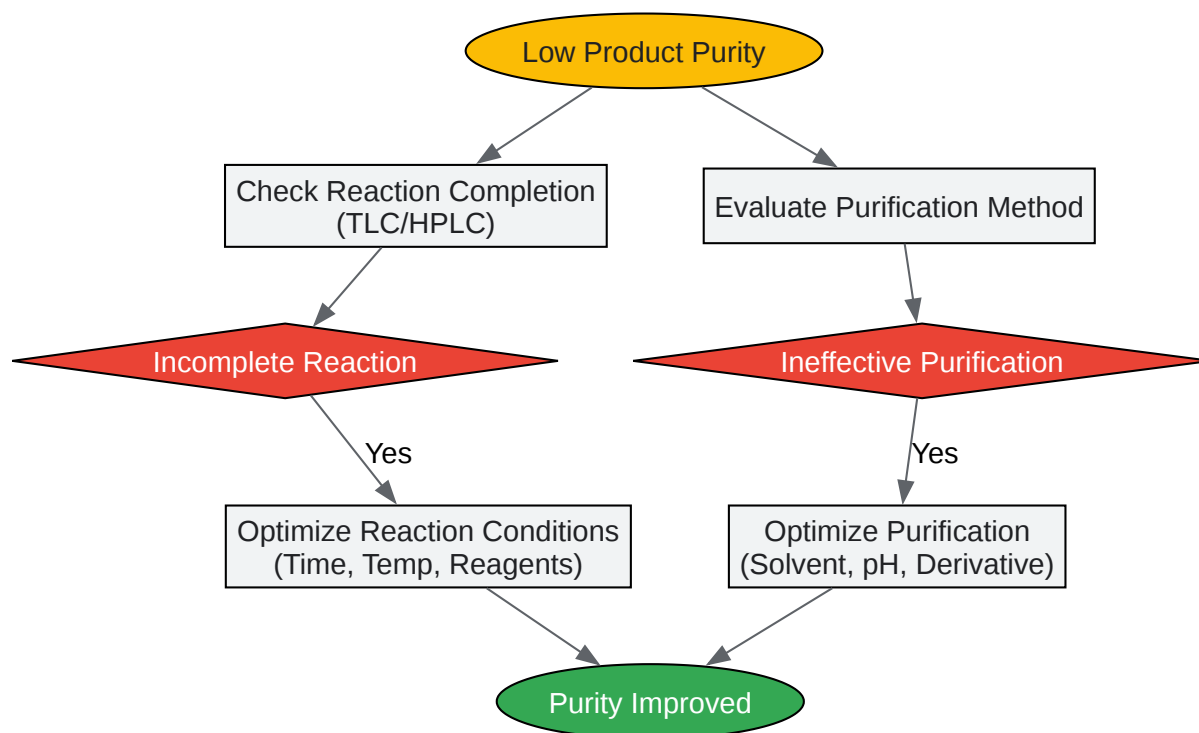 Low Product Purity
Check Reaction Completion
(TLC/HPLC)
Evaluate Purification Method
Incomplete Reaction
Ineffective Purification
Yes
Yes
Optimize Reaction Conditions
(Time, Temp, Reagents)
Optimize Purification
(Solvent, pH, Derivative)
Purity Improved